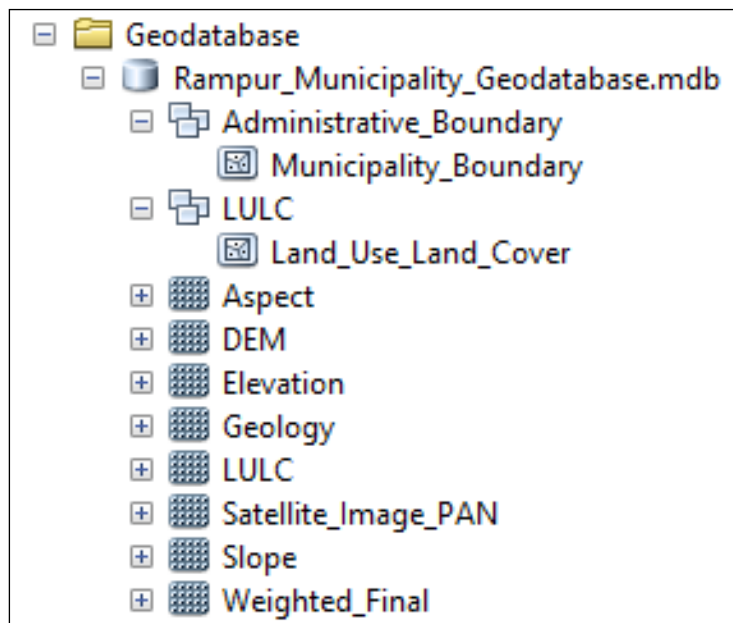 Geodatabase
Rampur_Municipality_Geodatabase.mdb
Administrative_Boundary
Municipality_Boundary
LULC
Land_Use_Land_Cover
Aspect
DEM
Elevation
Geology
LULC
Satellite_Image_PAN
Slope
Weighted_Final